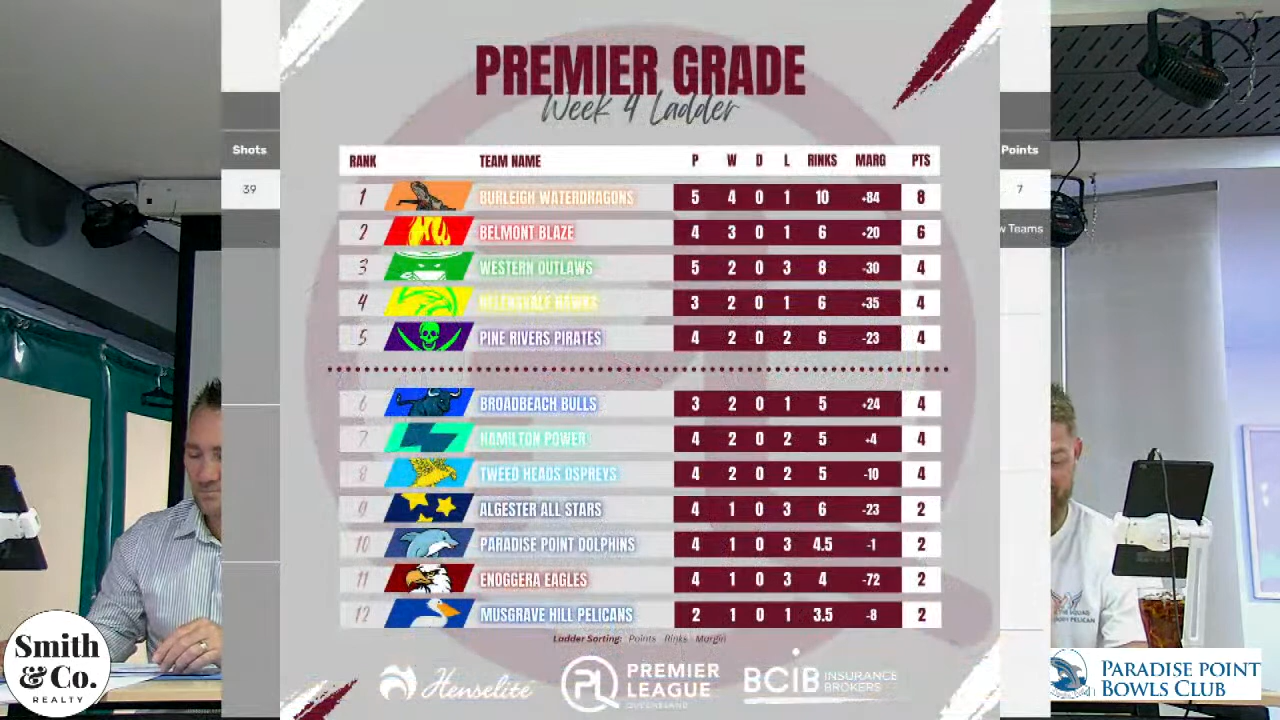 PREMIER GRADE
Week 4 Ladder
Shots
Points
39
7
w Teams
RANK TEAM NAME P W D L RINKS MARG PTS
1 BURLEIGH WATERDRAGONS 5 4 0 1 10 +84 8
2 BELMONT BLAZE 4 3 0 1 6 +20 6
3 WESTERN OUTLAWS 5 2 0 3 8 -30 4
4 HELENSVALE HAWKS 3 2 0 1 6 +35 4
5 PINE RIVERS PIRATES 4 2 0 2 6 -23 4
6 BROADBEACH BULLS 3 2 0 1 5 +24 4
7 HAMILTON POWER 4 2 0 2 5 +4 4
8 TWEED HEADS OSPREYS 4 2 0 2 5 -10 4
9 ALGESTER ALL STARS 4 1 0 3 6 -23 2
10 PARADISE POINT DOLPHINS 4 1 0 3 4.5 -1 2
11 ENOGGERA EAGLES 4 1 0 3 4 -72 2
12 MUSGRAVE HILL PELICANS 2 1 0 1 3.5 -8 2
Ladder Sorting: Points Rinks Margin
Henselite
PL PREMIER
LEAGUE
QUEENSLAND
BCIB INSURANCE
BROKERS
Smith
& Co.
REALTY
PARADISE POINT
BOWLS CLUB